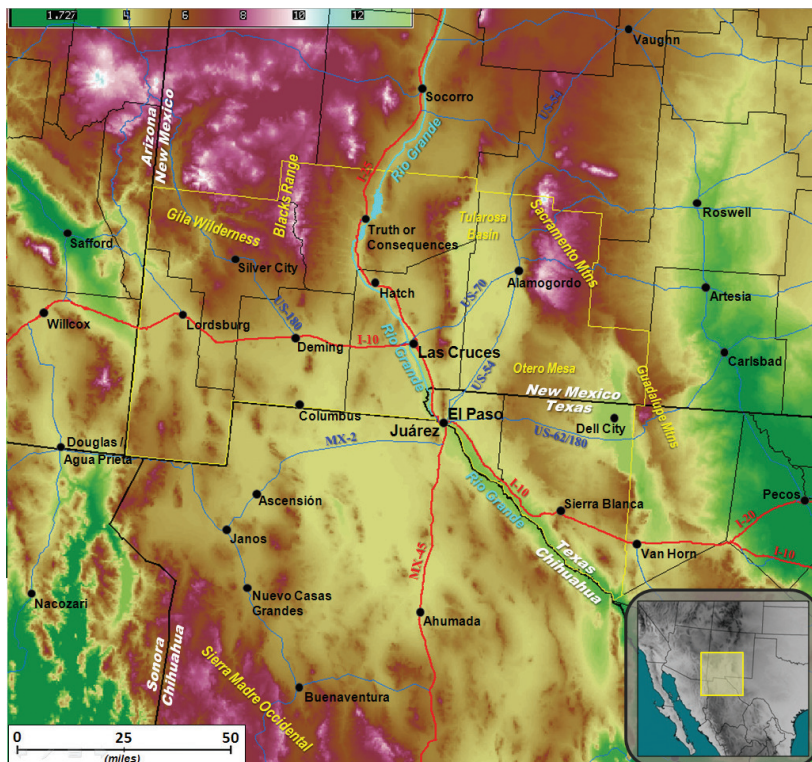 1.727 4 6 8 10 12
Vaughn
US-54
Socorro
Arizona
New Mexico
I-25
Rio Grande
Blacks Range
Gila Wilderness
Tularosa
Basin
Sacramento Mtns
Roswell
Safford
Truth or
Consequences
Silver City
Alamogordo
Hatch
US-70
Artesia
Willcox
Lordsburg
US-180
Deming
I-10
Las Cruces
Rio Grande
US-54
Otero Mesa
Carlsbad
Guadalupe Mtns
New Mexico
Texas
Columbus
El Paso
Juárez
Dell City
US-62/180
Douglas /
Agua Prieta
MX-2
Ascensión
Rio Grande
I-10
Sierra Blanca
Pecos
I-20
I-10
Janos
Van Horn
Texas
Chihuahua
MX-45
Nacozari
Nuevo Casas
Grandes
Ahumada
Sonora
Chihuahua
Sierra Madre Occidental
Buenaventura
0 25 50
(miles)